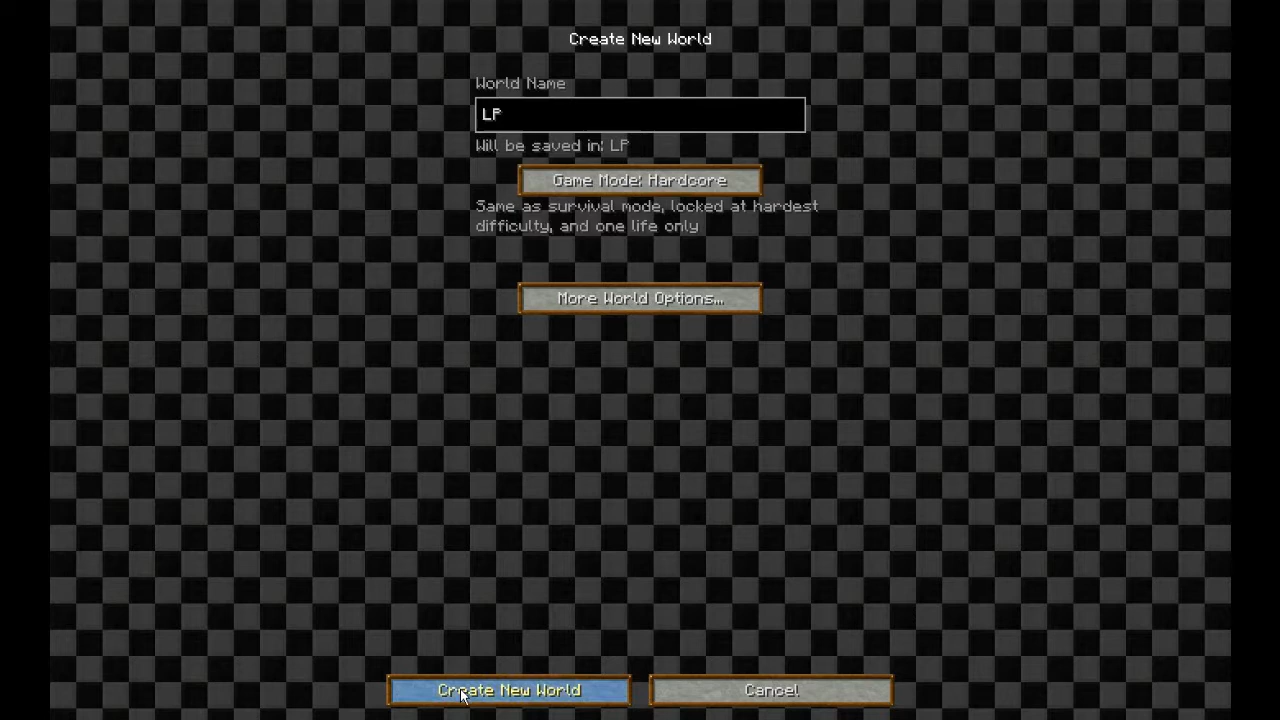 Create New World
World Name
LP
Will be saved in: LP
Game Mode: Hardcore
Same as survival mode, locked at hardest
difficulty, and one life only
More World Options...
Create New World
Cancel